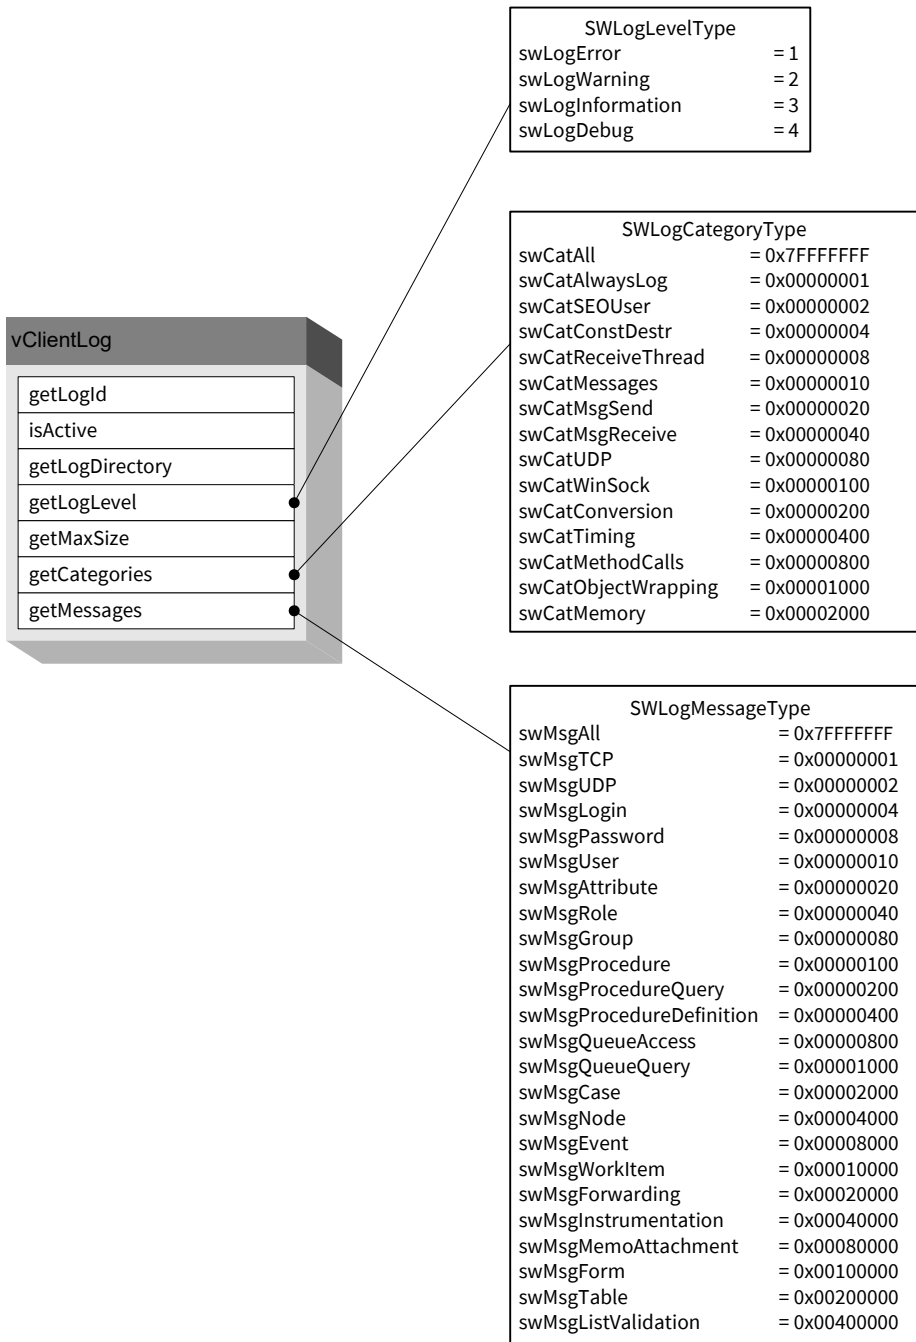 SWLogLevelType
swLogError = 1
swLogWarning = 2
swLogInformation = 3
swLogDebug = 4
SWLogCategoryType
swCatAll = 0x7FFFFFFF
swCatAlwaysLog = 0x00000001
swCatSEOUser = 0x00000002
swCatConstDestr = 0x00000004
swCatReceiveThread = 0x00000008
swCatMessages = 0x00000010
swCatMsgSend = 0x00000020
swCatMsgReceive = 0x00000040
swCatUDP = 0x00000080
swCatWinSock = 0x00000100
swCatConversion = 0x00000200
swCatTiming = 0x00000400
swCatMethodCalls = 0x00000800
swCatObjectWrapping = 0x00001000
swCatMemory = 0x00002000
vClientLog
getLogId
isActive
getLogDirectory
getLogLevel
getMaxSize
getCategories
getMessages
SWLogMessageType
swMsgAll = 0x7FFFFFFF
swMsgTCP = 0x00000001
swMsgUDP = 0x00000002
swMsgLogin = 0x00000004
swMsgPassword = 0x00000008
swMsgUser = 0x00000010
swMsgAttribute = 0x00000020
swMsgRole = 0x00000040
swMsgGroup = 0x00000080
swMsgProcedure = 0x00000100
swMsgProcedureQuery = 0x00000200
swMsgProcedureDefinition = 0x00000400
swMsgQueueAccess = 0x00000800
swMsgQueueQuery = 0x00001000
swMsgCase = 0x00002000
swMsgNode = 0x00004000
swMsgEvent = 0x00008000
swMsgWorkItem = 0x00010000
swMsgForwarding = 0x00020000
swMsgInstrumentation = 0x00040000
swMsgMemoAttachment = 0x00080000
swMsgForm = 0x00100000
swMsgTable = 0x00200000
swMsgListValidation = 0x00400000